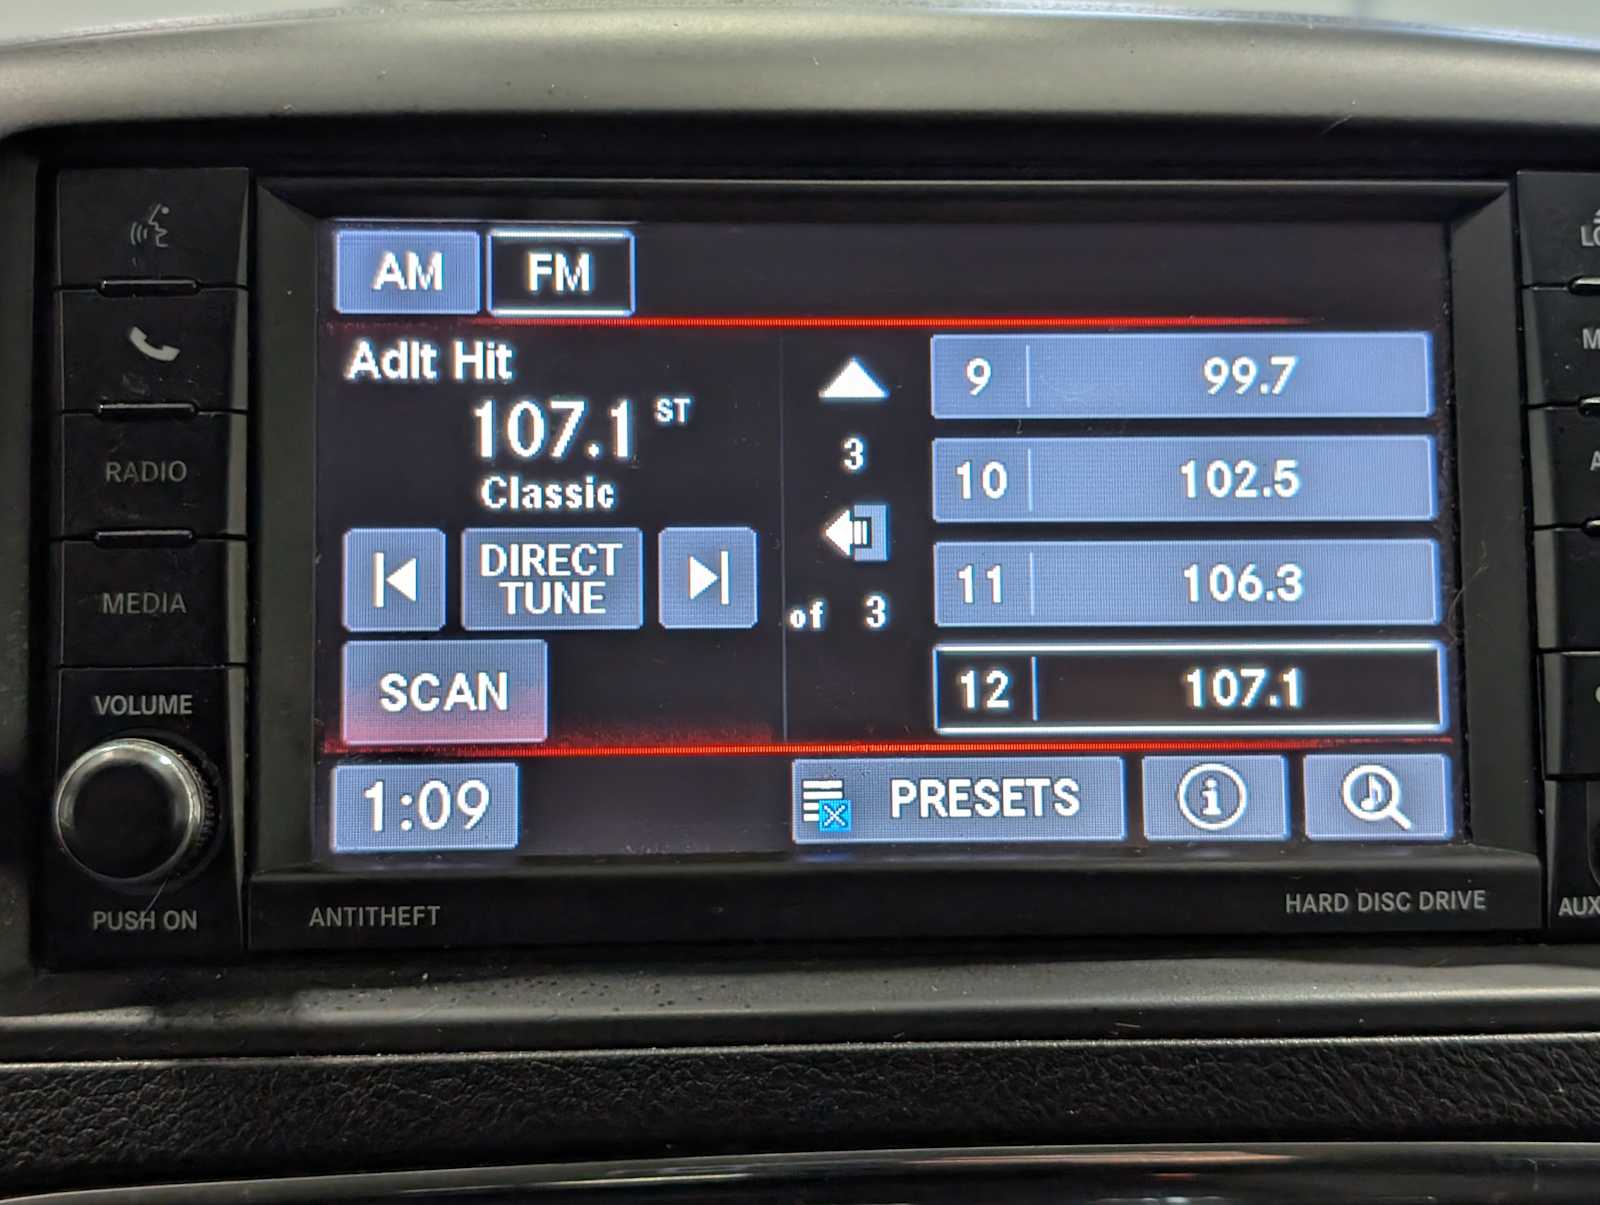 AM FM
Adlt Hit
107.1 ST
Classic
DIRECT
TUNE
SCAN
3
of 3
9 99.7
10 102.5
11 106.3
12 107.1
1:09 PRESETS i
RADIO
MEDIA
VOLUME
PUSH ON
ANTITHEFT
HARD DISC DRIVE
AUX